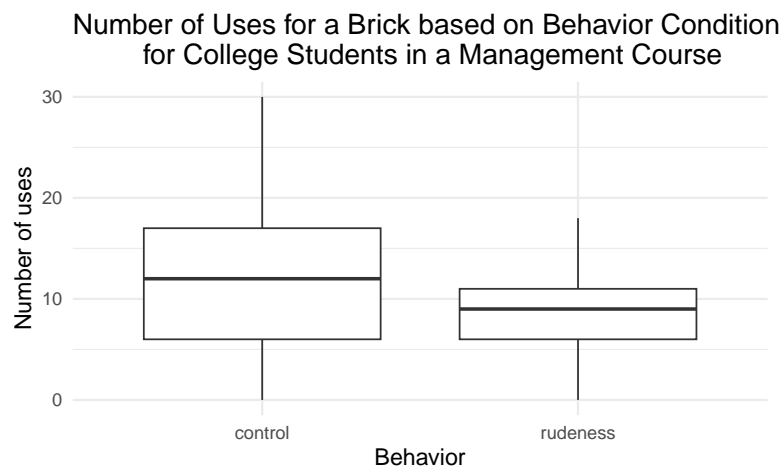 Number of Uses for a Brick based on Behavior Condition
for College Students in a Management Course
30
20
10
0
Number of uses
control
rudeness
Behavior